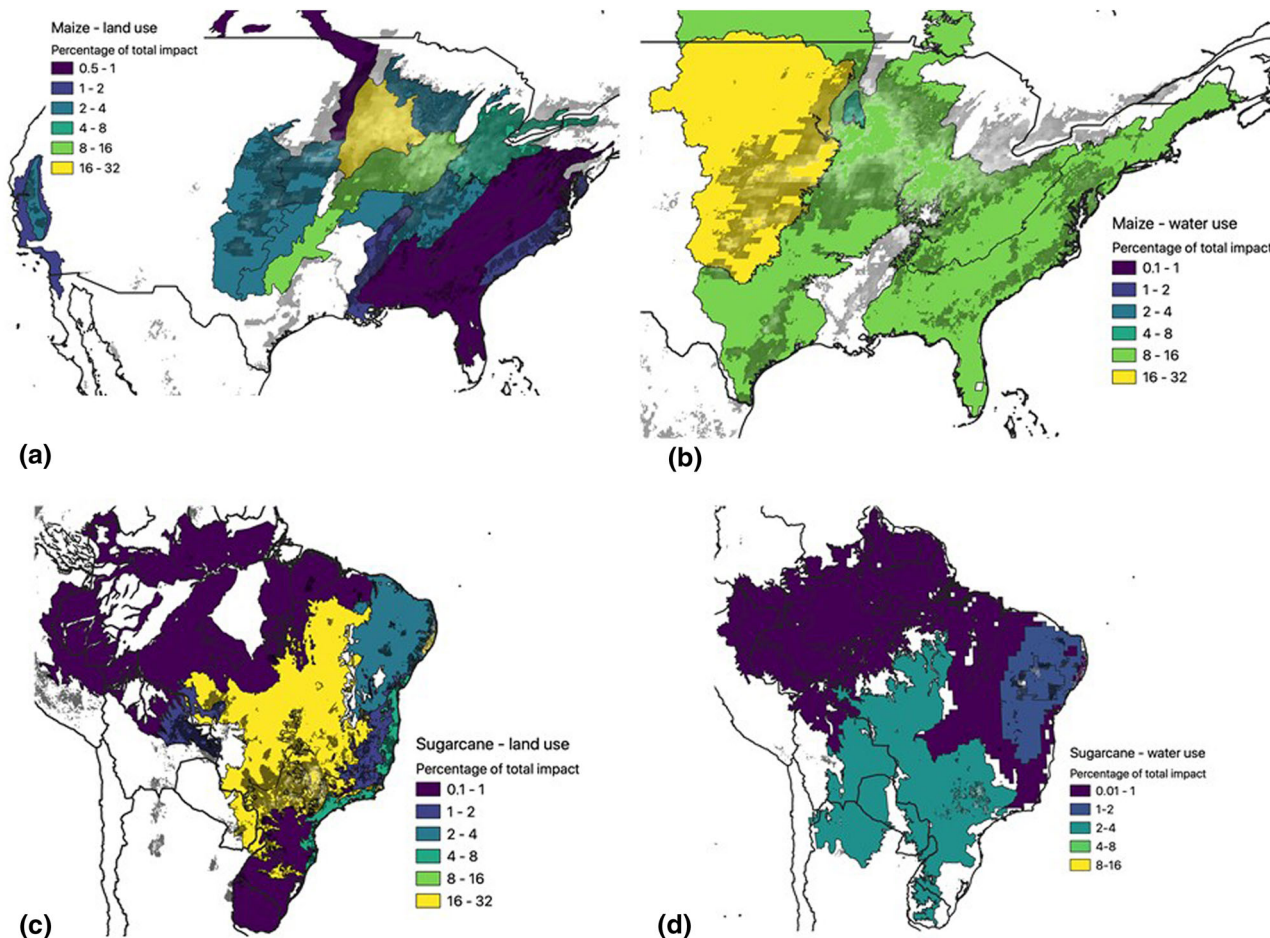 Maize - land use
Percentage of total impact
0.5 - 1
1 - 2
2 - 4
4 - 8
8 - 16
16 - 32
(a)
Maize - water use
Percentage of total impact
0.1 - 1
1 - 2
2 - 4
4 - 8
8 - 16
16 - 32
(b)
Sugarcane - land use
Percentage of total impact
0.1 - 1
1 - 2
2 - 4
4 - 8
8 - 16
16 - 32
(c)
Sugarcane - water use
Percentage of total impact
0.01 - 1
1-2
2-4
4-8
8-16
(d)